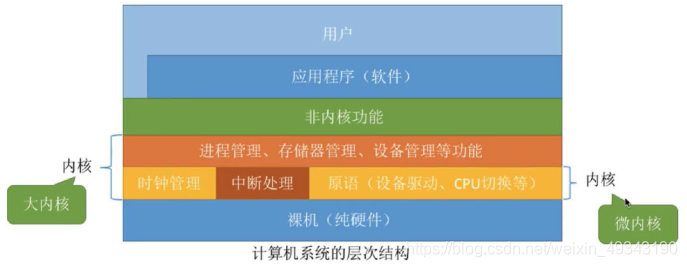 用户
应用程序（软件）
非内核功能
进程管理、存储器管理、设备管理等功能
内核
时钟管理
中断处理
原语（设备驱动、CPU切换等）
内核
大内核
裸机（纯硬件）
微内核
计算机系统的层次结构
https://blog.csdn.net/weixin_49343190